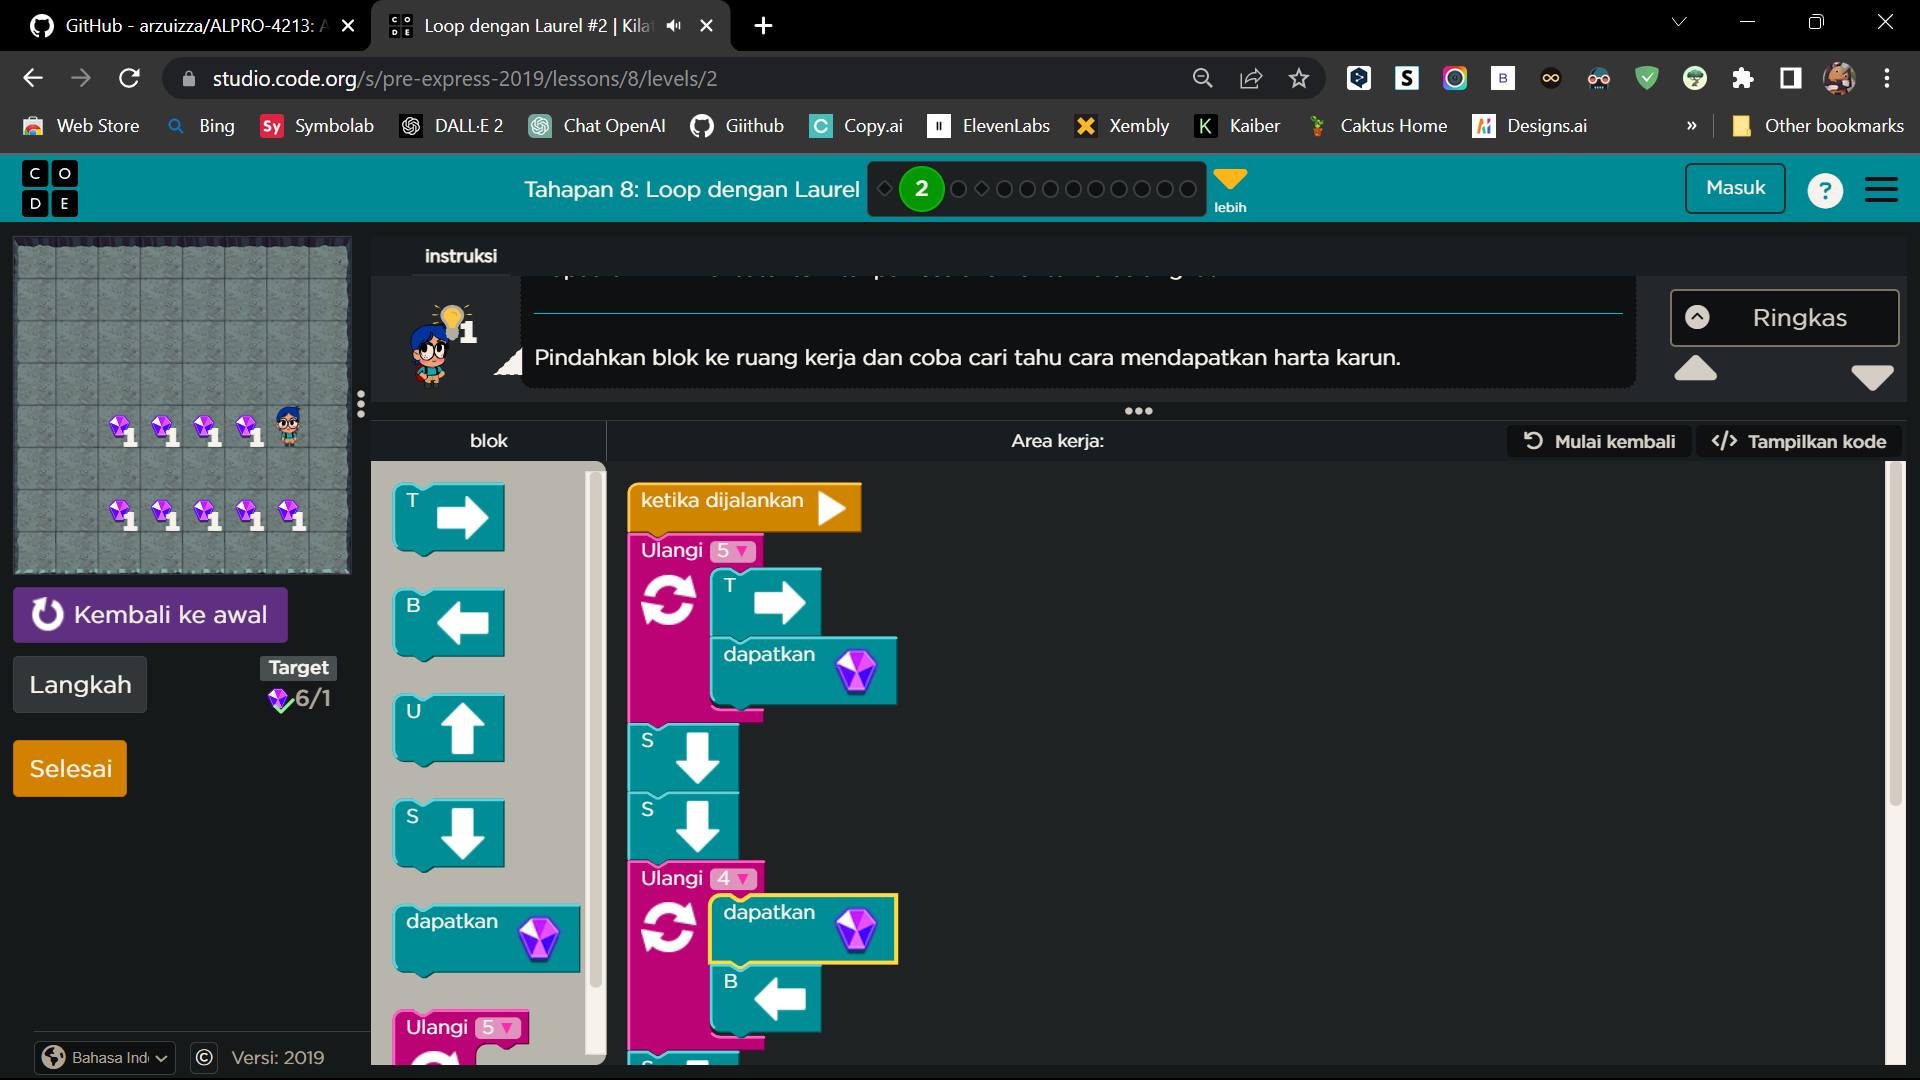 GitHub - arzuizza/ALPRO-4213: A
Loop dengan Laurel #2 | Kila
studio.code.org/s/pre-express-2019/lessons/8/levels/2
Web Store
Bing
Sy Symbolab
DALL·E 2
Chat OpenAI
Giithub
Copy.ai
ElevenLabs
Xembly
Kaiber
Caktus Home
Designs.ai
» Other bookmarks
C O D E
Tahapan 8: Loop dengan Laurel
2
lebih
Masuk
?
instruksi
1
Pindahkan blok ke ruang kerja dan coba cari tahu cara mendapatkan harta karun.
Ringkas
1 1 1 1
1 1 1 1 1
Kembali ke awal
Langkah
Target
6/1
Selesai
blok
Area kerja:
Mulai kembali
</> Tampilkan kode
T
B
U
S
dapatkan
Ulangi 5
ketika dijalankan
Ulangi 5
T
dapatkan
S
S
Ulangi 4
dapatkan
B
Bahasa Ind
© Versi: 2019